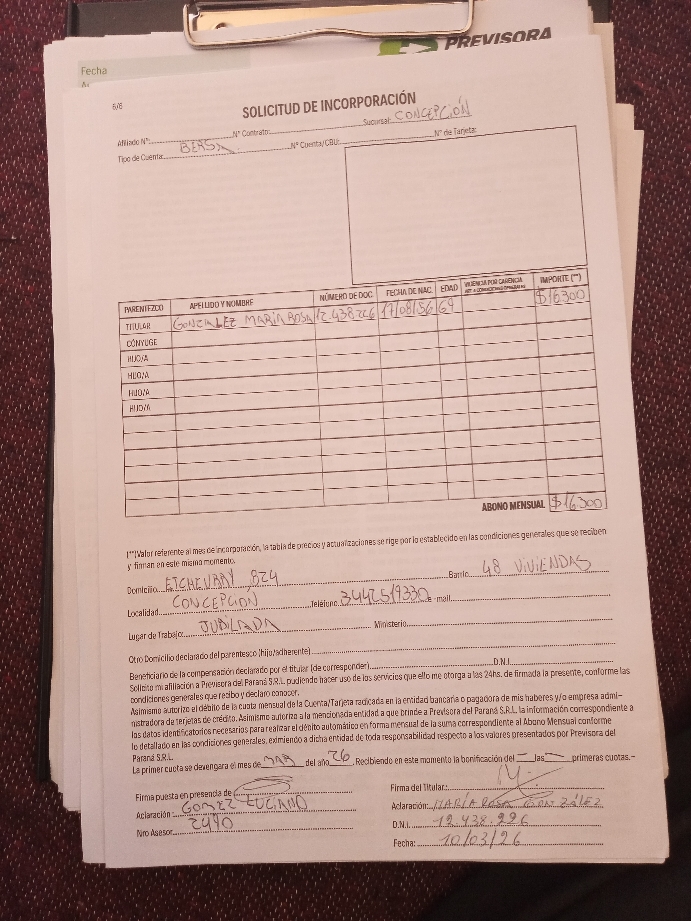 Fecha
PREVISORA
6/6
SOLICITUD DE INCORPORACIÓN
Afiliado N°: N° Contrato: Sucursal: CONCEPCIÓN
Tipo de Cuenta: BERSA N° Cuenta/CBU: N° de Tarjeta:
PARENTEZCO APELLIDO Y NOMBRE NÚMERO DE DOC FECHA DE NAC. EDAD VIGENCIA POR CARENCIA IMPORTE (**)
TITULAR GONZALEZ MARÍA ROSA 12.438.226 17/08/56 69 $16300
CÓNYUGE
HIJO/A
HIJO/A
HIJO/A
HIJO/A
ABONO MENSUAL $16300
(**)Valor referente al mes de incorporación, la tabla de precios y actualizaciones se rige por lo establecido en las condiciones generales que se reciben
y firman en este mismo momento.
Domicilio: ETCHEVRRY 824 Barrio: 48 VIVIENDAS
Localidad CONCEPCIÓN Teléfono: 3442519330 e-mail
Lugar de Trabajo: JUBILADA Ministerio:
Otro Domicilio declarado del parentesco (hijo/adherente)
Beneficiario de la compensación declarado por el titular (de corresponder) D.N.I.
Solicito mi afiliación a Previsora del Paraná S.R.L. pudiendo hacer uso de los servicios que ello me otorga a las 24hs. de firmada la presente, conforme las
condiciones generales que recibo y declaro conocer.
Asimismo autorizo el débito de la cuota mensual de la Cuenta/Tarjeta radicada en la entidad bancaria o pagadora de mis haberes y/o empresa admi-
nistradora de terjetas de crédito. Asimismo autorizo a la mencionada entidad a que brinde a Previsora del Paraná S.R.L. la información correspondiente a
los datos identificatorios necesarios para realizar el débito automático en forma mensual de la suma correspondiente al Abono Mensual conforme
lo detallado en las condiciones generales, eximiendo a dicha entidad de toda responsabilidad respecto a los valores presentados por Previsora del
Paraná S.R.L.
La primer cuota se devengara el mes de MAR del año 26. Recibiendo en este momento la bonificación del — las — primeras cuotas.-
Firma puesta en presencia de Firma del Titular:
Aclaración: GOMEZ LUCIANO Aclaración: MARÍA ROSA GONZÁLEZ
Nro Asesor: 2490 D.N.I. 12.438.226
Fecha: 10/03/26